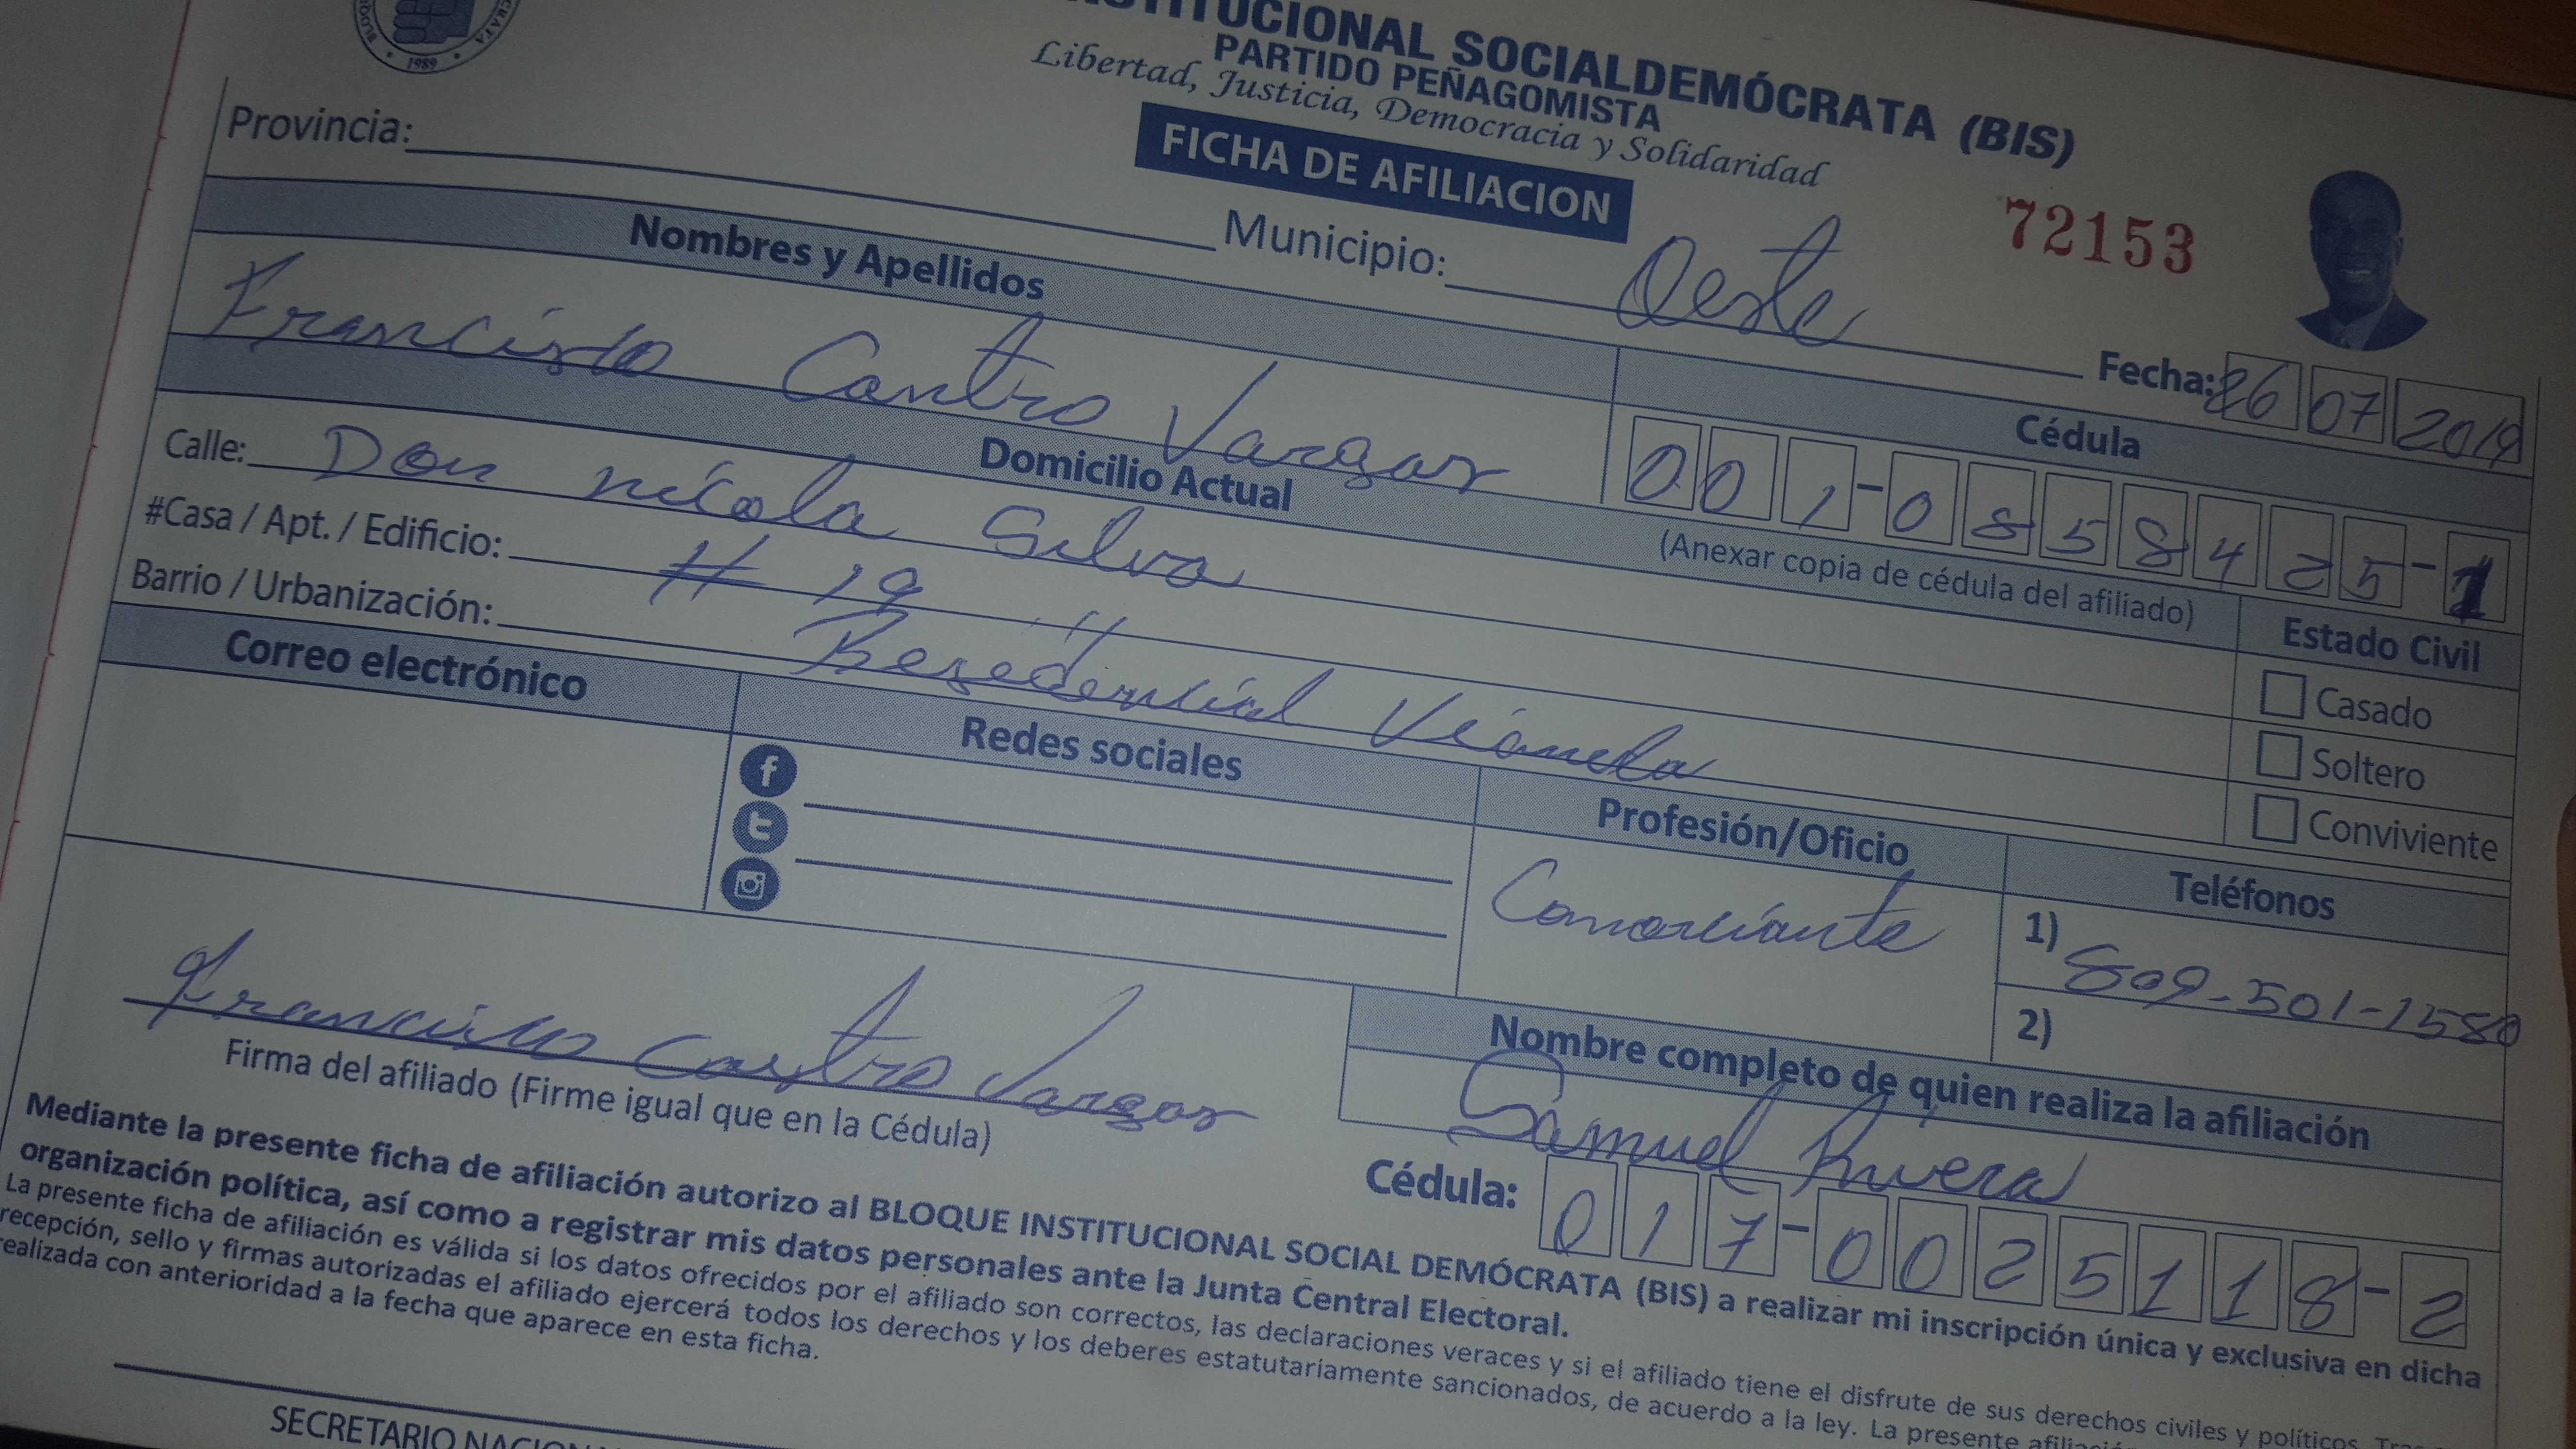 1989
INSTITUCIONAL SOCIALDEMÓCRATA (BIS)
PARTIDO PEÑAGOMISTA
Libertad, Justicia, Democracia y Solidaridad
FICHA DE AFILIACION
72153
Provincia: Municipio: Oeste
Fecha: 26 07 2019
Nombres y Apellidos
Cédula
Francisco Castro Vargas
001-0858425-1
(Anexar copia de cédula del afiliado)
Domicilio Actual
Estado Civil
Calle: Don nicola Silva
Casado
#Casa / Apt. / Edificio: # 19
Soltero
Barrio / Urbanización: Residencial
Conviviente
Correo electrónico
Redes sociales
Profesión/Oficio
Teléfonos
Comerciante
1) 809-501-1580
2)
Francisco Castro Vargas
Firma del afiliado (Firme igual que en la Cédula)
Nombre completo de quien realiza la afiliación
Samuel Rivera
Cédula: 017-0025118-2
Mediante la presente ficha de afiliación autorizo al BLOQUE INSTITUCIONAL SOCIAL DEMÓCRATA (BIS) a realizar mi inscripción única y exclusiva en dicha
organización política, así como a registrar mis datos personales ante la Junta Central Electoral.
La presente ficha de afiliación es válida si los datos ofrecidos por el afiliado son correctos, las declaraciones veraces y si el afiliado tiene el disfrute de sus derechos civiles y políticos.
recepción, sello y firmas autorizadas el afiliado ejercerá todos los derechos y los deberes estatutariamente sancionados, de acuerdo a la ley. La presente
realizada con anterioridad a la fecha que aparece en esta ficha.
SECRETARIO